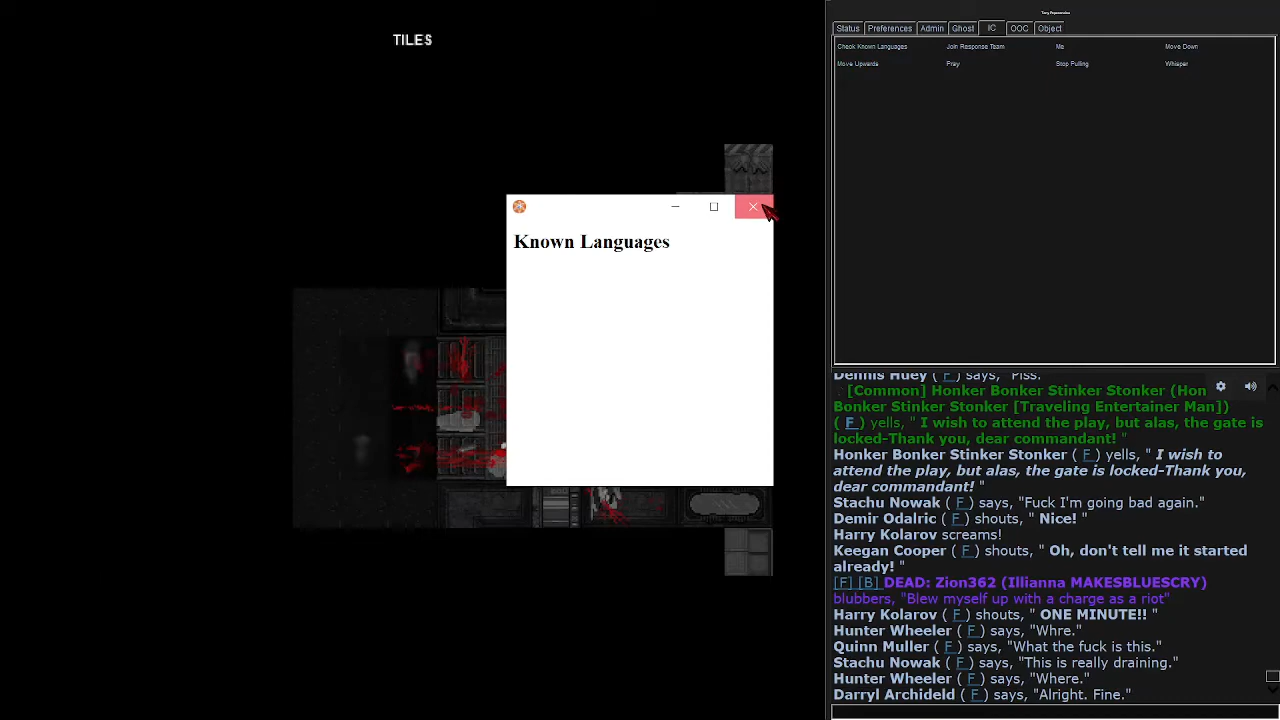 TILES
Known Languages
Tony Pepperonino
Status
Preferences
Admin
Ghost
IC
OOC
Object
Check Known Languages
Join Response Team
Me
Move Down
Move Upwards
Pray
Stop Pulling
Whisper
Dennis Huey ( F ) says, "Piss."
[Common] Honker Bonker Stinker Stonker (Hon
Bonker Stinker Stonker [Traveling Entertainer Man])
( F ) yells, " I wish to attend the play, but alas, the gate is
locked-Thank you, dear commandant! "
Honker Bonker Stinker Stonker ( F ) yells, " I wish to
attend the play, but alas, the gate is locked-Thank you,
dear commandant! "
Stachu Nowak ( F ) says, "Fuck I'm going bad again."
Demir Odalric ( F ) shouts, " Nice! "
Harry Kolarov screams!
Keegan Cooper ( F ) shouts, " Oh, don't tell me it started
already! "
[F] [B] DEAD: Zion362 (Illianna MAKESBLUESCRY)
blubbers, "Blew myself up with a charge as a riot"
Harry Kolarov ( F ) shouts, " ONE MINUTE!! "
Hunter Wheeler ( F ) says, "Whre."
Quinn Muller ( F ) says, "What the fuck is this."
Stachu Nowak ( F ) says, "This is really draining."
Hunter Wheeler ( F ) says, "Where."
Darryl Archideld ( F ) says, "Alright. Fine."